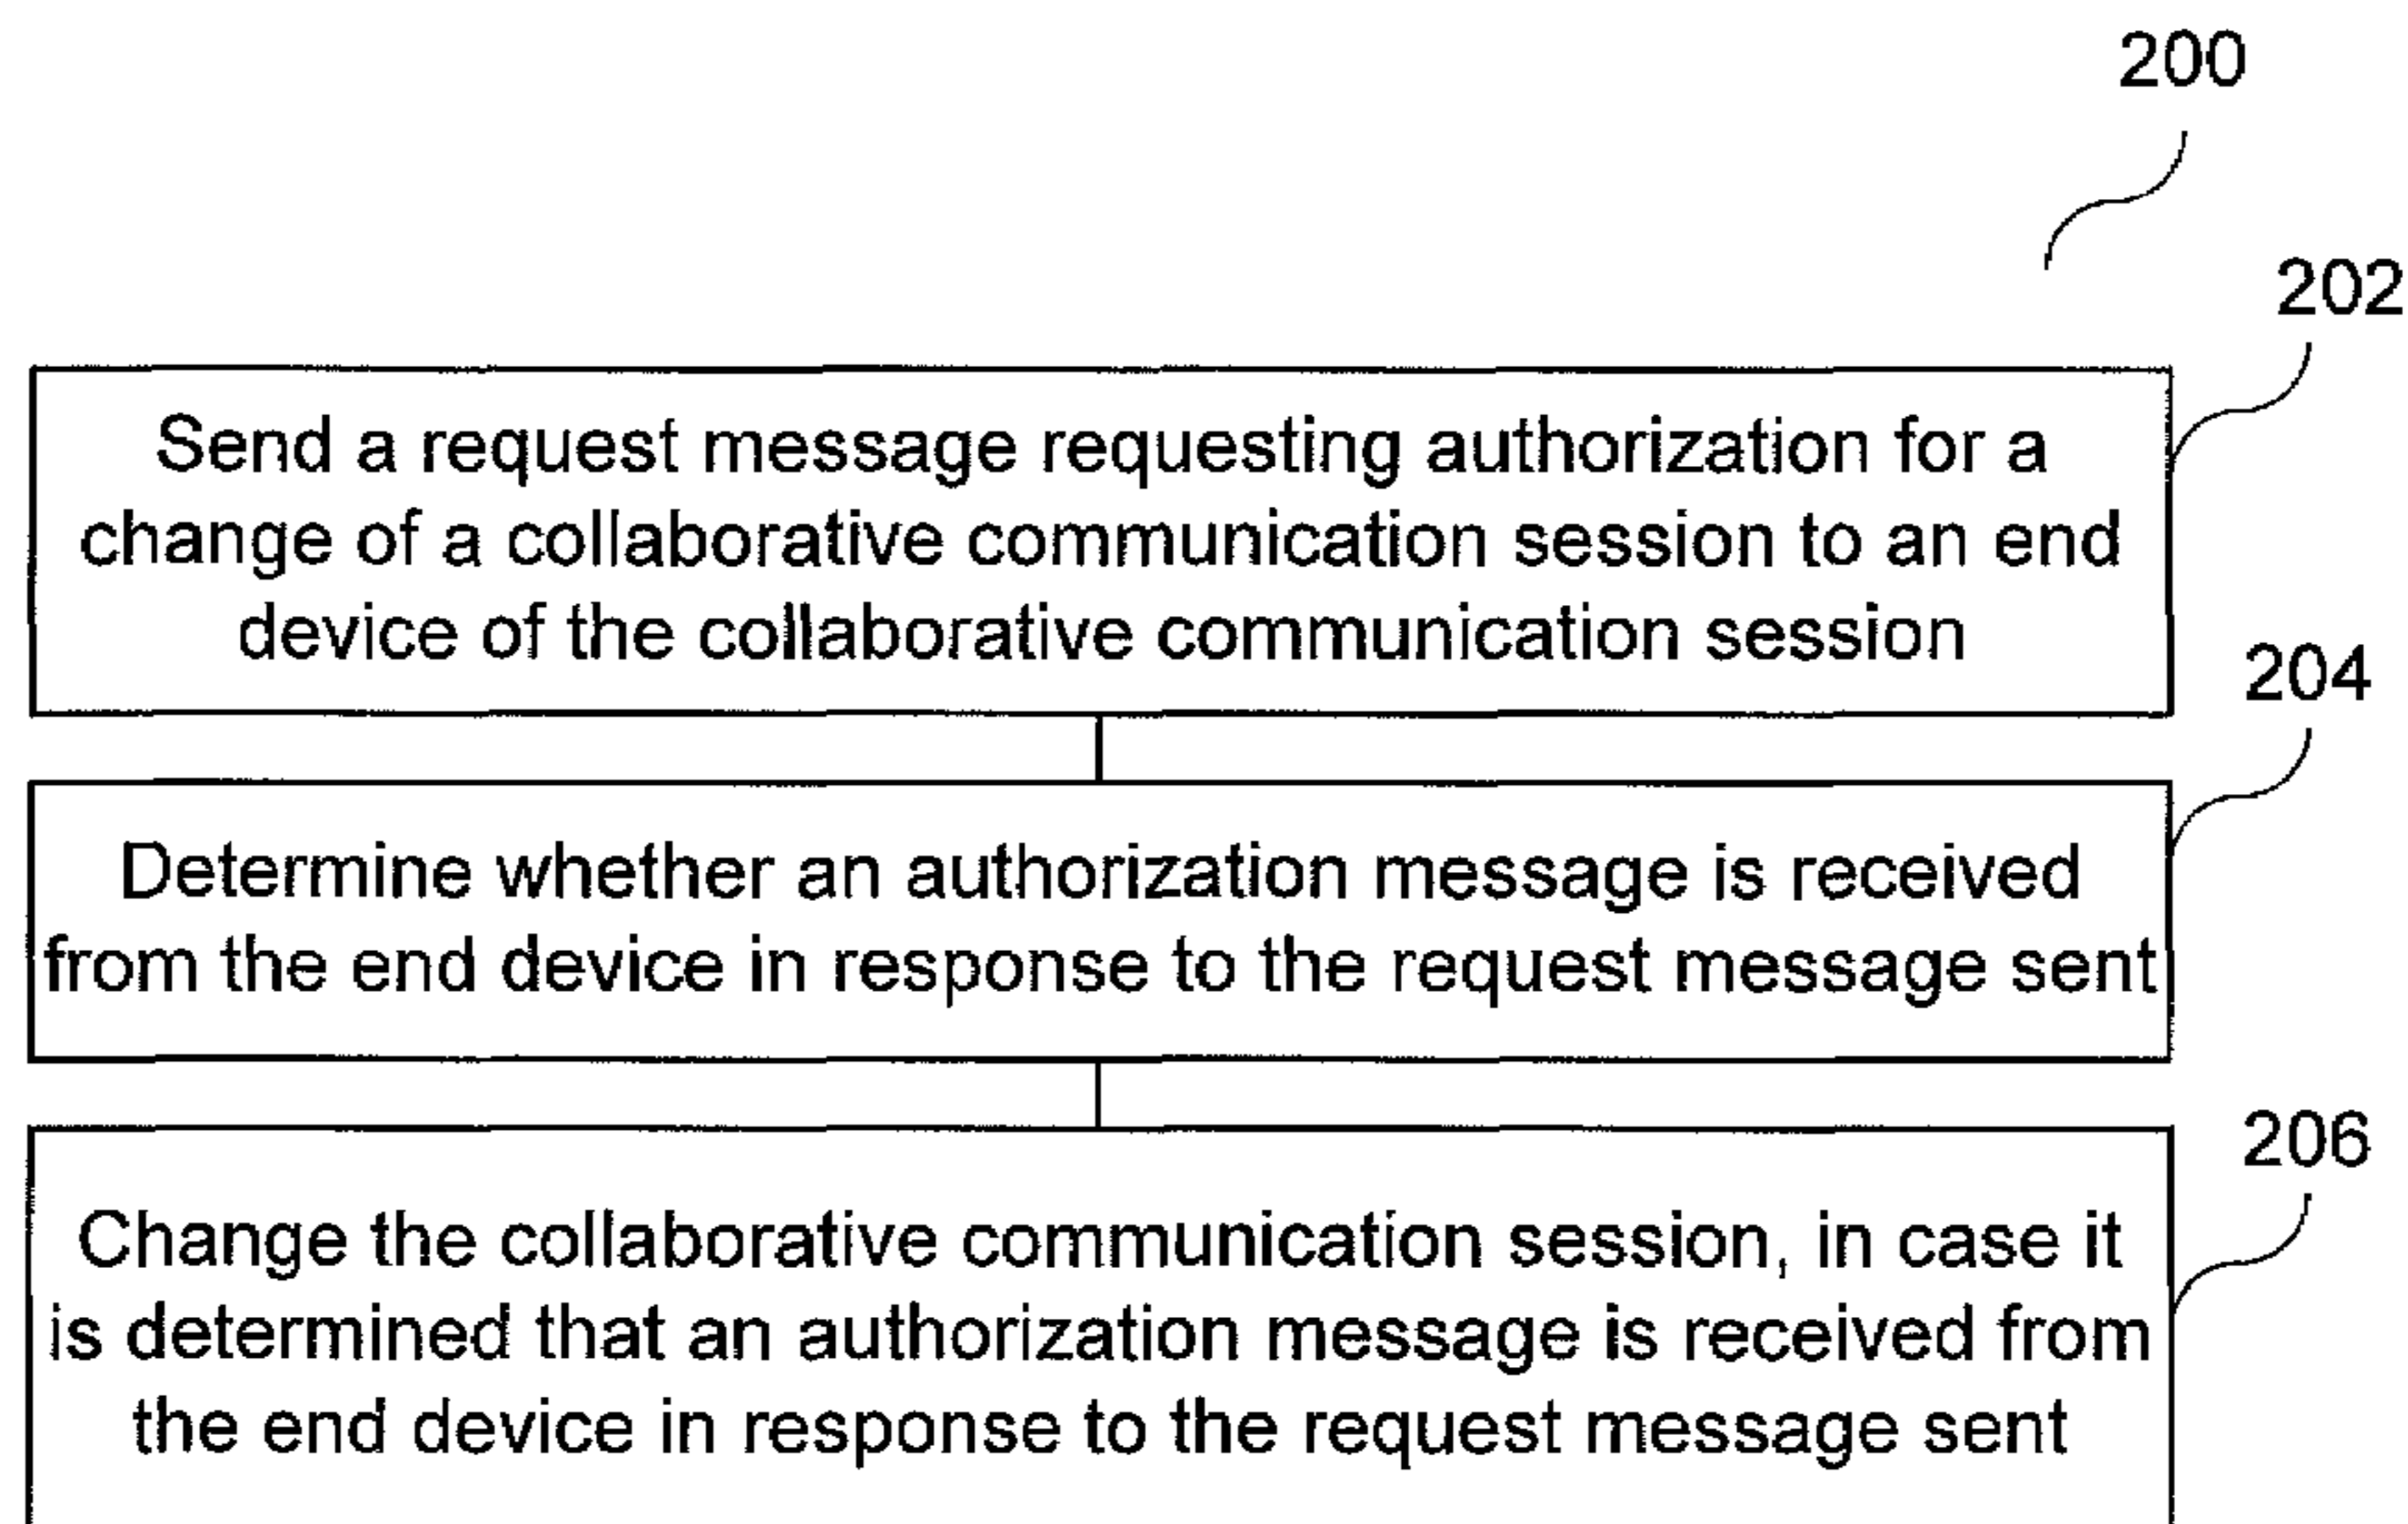 200
202
Send a request message requesting authorization for a
change of a collaborative communication session to an end
device of the collaborative communication session
204
Determine whether an authorization message is received
from the end device in response to the request message sent
206
Change the collaborative communication session, in case it
is determined that an authorization message is received from
the end device in response to the request message sent